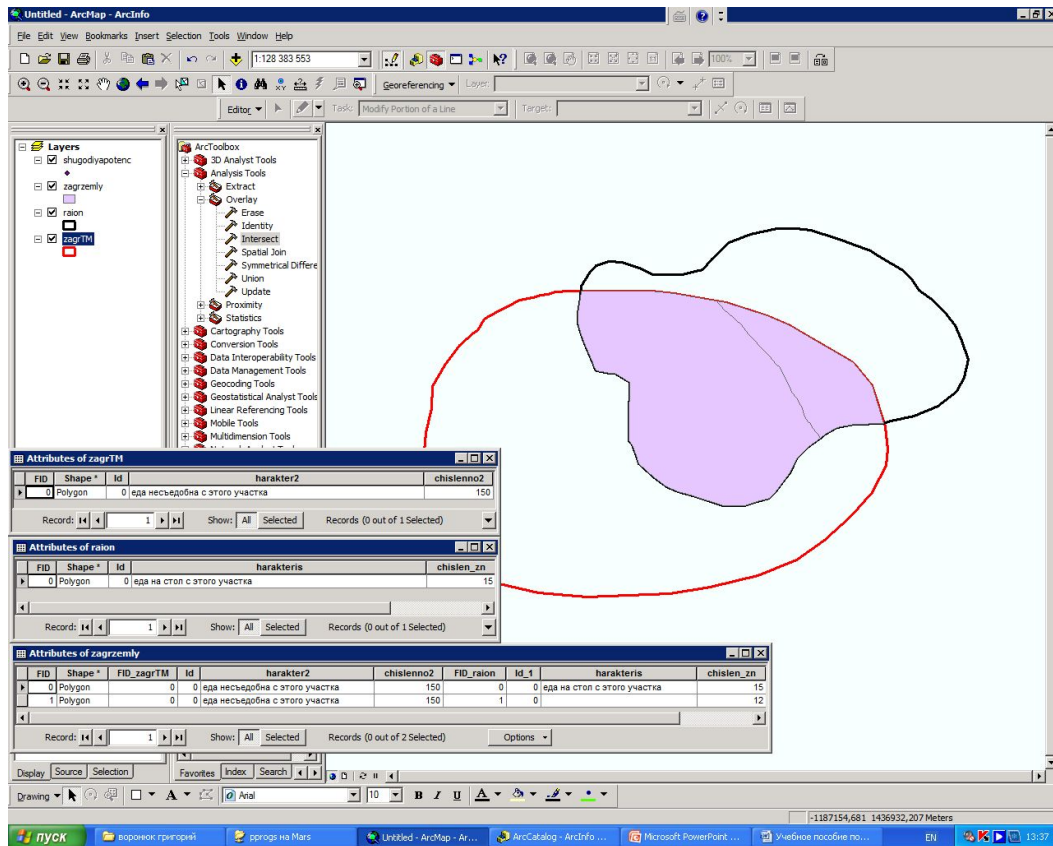 Untitled - ArcMap - ArcInfo
File Edit View Bookmarks Insert Selection Tools Window Help
1:128 383 553
100%
Georeferencing
Layer:
Editor
Task:
Modify Portion of a Line
Target:
Layers
shugodiyapotenc
zagrzemly
raion
zagrTM
ArcToolbox
3D Analyst Tools
Analysis Tools
Extract
Overlay
Erase
Identity
Intersect
Spatial Join
Symmetrical Differe
Union
Update
Proximity
Statistics
Cartography Tools
Conversion Tools
Data Interoperability Tools
Data Management Tools
Geocoding Tools
Geostatistical Analyst Tools
Linear Referencing Tools
Mobile Tools
Multidimension Tools
Attributes of zagrTM
FID Shape * Id harakter2 chislenno2
0 Polygon 0 еда несъедобна с этого участка 150
Record: 1 Show: All Selected Records (0 out of 1 Selected)
Attributes of raion
FID Shape * Id harakteris chislen_zn
0 Polygon 0 еда на стол с этого участка 15
Record: 1 Show: All Selected Records (0 out of 1 Selected)
Attributes of zagrzemly
FID Shape * FID_zagrTM Id harakter2 chislenno2 FID_raion Id_1 harakteris chislen_zn
0 Polygon 0 0 еда несъедобна с этого участка 150 0 0 еда на стол с этого участка 15
1 Polygon 0 0 еда несъедобна с этого участка 150 1 0 12
Record: 1 Show: All Selected Records (0 out of 2 Selected) Options
Display Source Selection
Favorites Index Search
Drawing A Arial 10 B I U A
-1187154,681 1436932,207 Meters
пуск
воронюк григорий
pprogs на Mars
Untitled - ArcMap - Ar...
ArcCatalog - ArcInfo ...
Microsoft PowerPoint ...
Учебное пособие по...
EN
13:37